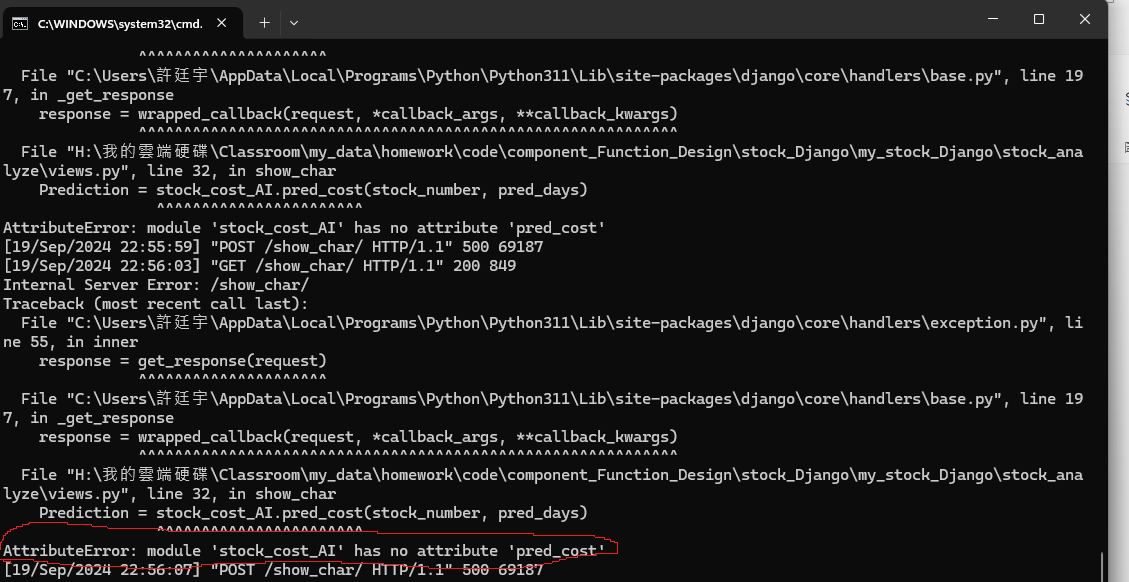 C:\WINDOWS\system32\cmd.
^^^^^^^^^^^^^^^^^^^^^
File "C:\Users\許廷宇\AppData\Local\Programs\Python\Python311\Lib\site-packages\django\core\handlers\base.py", line 19
7, in _get_response
response = wrapped_callback(request, *callback_args, **callback_kwargs)
^^^^^^^^^^^^^^^^^^^^^^^^^^^^^^^^^^^^^^^^^^^^^^^^^^^^^^^^^^^^
File "H:\我的雲端硬碟\Classroom\my_data\homework\code\component_Function_Design\stock_Django\my_stock_Django\stock_ana
lyze\views.py", line 32, in show_char
Prediction = stock_cost_AI.pred_cost(stock_number, pred_days)
^^^^^^^^^^^^^^^^^^^^^^^
AttributeError: module 'stock_cost_AI' has no attribute 'pred_cost'
[19/Sep/2024 22:55:59] "POST /show_char/ HTTP/1.1" 500 69187
[19/Sep/2024 22:56:03] "GET /show_char/ HTTP/1.1" 200 849
Internal Server Error: /show_char/
Traceback (most recent call last):
File "C:\Users\許廷宇\AppData\Local\Programs\Python\Python311\Lib\site-packages\django\core\handlers\exception.py", li
ne 55, in inner
response = get_response(request)
^^^^^^^^^^^^^^^^^^^^^
File "C:\Users\許廷宇\AppData\Local\Programs\Python\Python311\Lib\site-packages\django\core\handlers\base.py", line 19
7, in _get_response
response = wrapped_callback(request, *callback_args, **callback_kwargs)
^^^^^^^^^^^^^^^^^^^^^^^^^^^^^^^^^^^^^^^^^^^^^^^^^^^^^^^^^^^^
File "H:\我的雲端硬碟\Classroom\my_data\homework\code\component_Function_Design\stock_Django\my_stock_Django\stock_ana
lyze\views.py", line 32, in show_char
Prediction = stock_cost_AI.pred_cost(stock_number, pred_days)
^^^^^^^^^^^^^^^^^^^^^^^
AttributeError: module 'stock_cost_AI' has no attribute 'pred_cost'
[19/Sep/2024 22:56:07] "POST /show_char/ HTTP/1.1" 500 69187